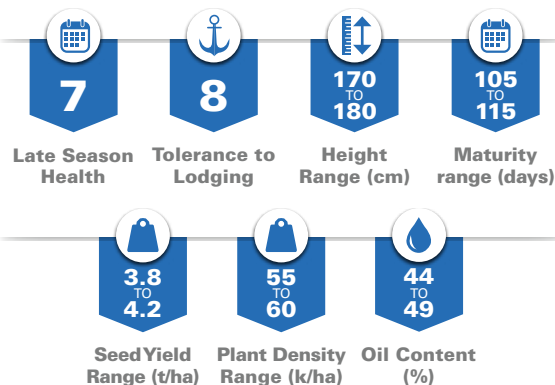 7
8
170
TO
180
105
TO
115
Late Season
Health
Tolerance to
Lodging
Height
Range (cm)
Maturity
range (days)
3.8
TO
4.2
55
TO
60
44
TO
49
Seed Yield
Range (t/ha)
Plant Density
Range (k/ha)
Oil Content
(%)